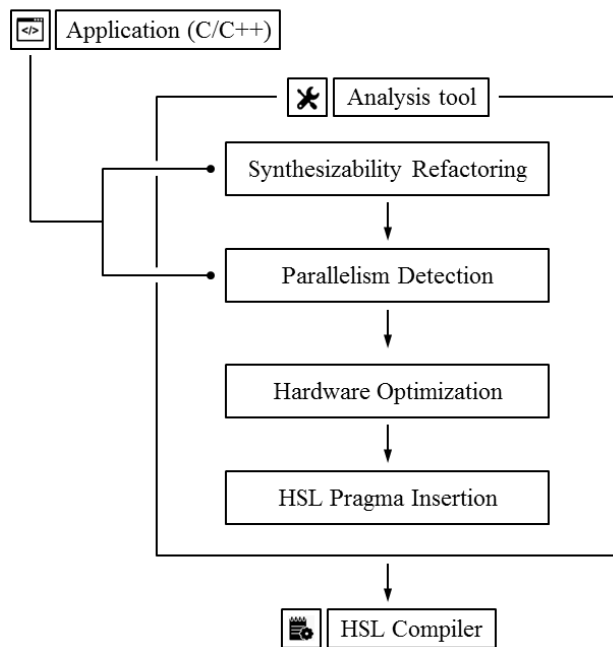 </>
Application (C/C++)
Analysis tool
Synthesizability Refactoring
Parallelism Detection
Hardware Optimization
HSL Pragma Insertion
HSL Compiler